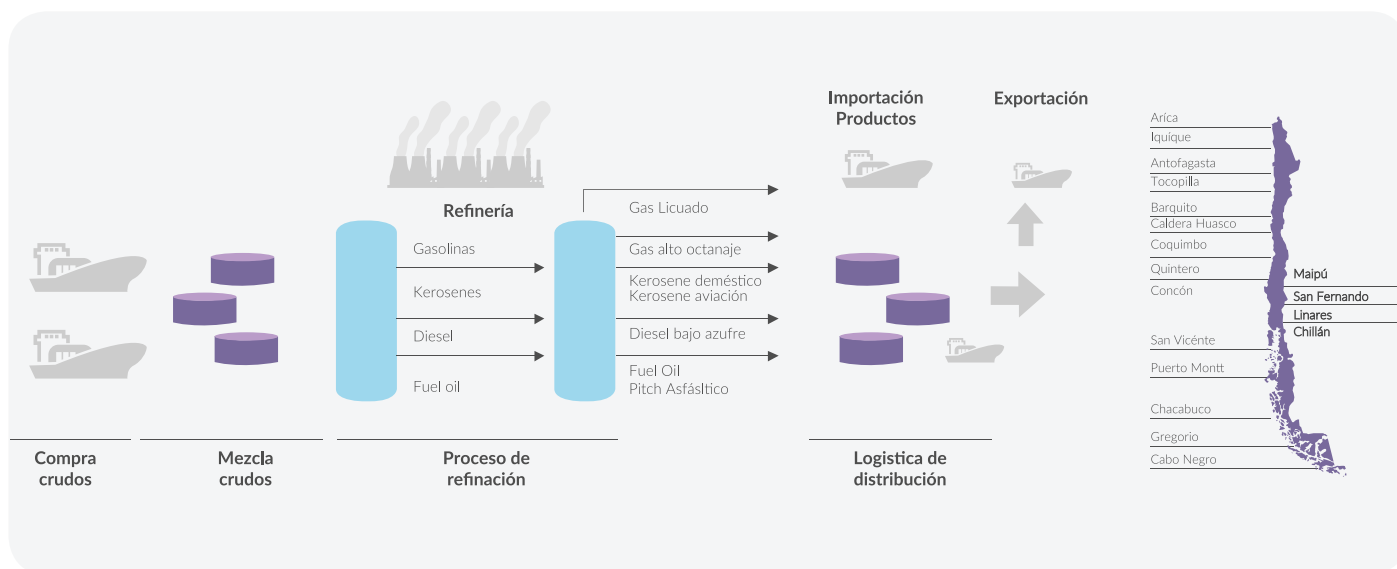 Importación
Productos
Exportación
Refinería
Gasolinas
Kerosenes
Diesel
Fuel oil
Gas Licuado
Gas alto octanaje
Kerosene deméstico
Kerosene aviación
Diesel bajo azufre
Fuel Oil
Pitch Asfásltico
Compra
crudos
Mezcla
crudos
Proceso de
refinación
Logistica de
distribución
Arica
Iquique
Antofagasta
Tocopilla
Barquito
Caldera Huasco
Coquimbo
Quintero
Concón
San Vicénte
Puerto Montt
Chacabuco
Gregorio
Cabo Negro
Maipú
San Fernando
Linares
Chillán